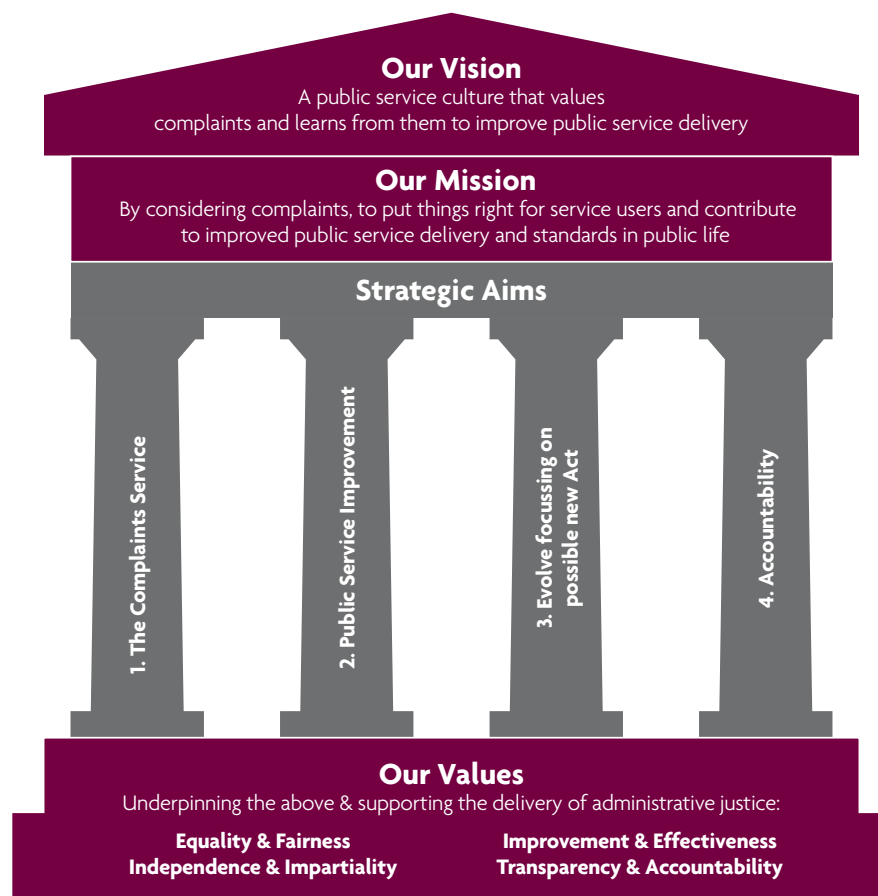 Our Vision
A public service culture that values
complaints and learns from them to improve public service delivery
Our Mission
By considering complaints, to put things right for service users and contribute
to improved public service delivery and standards in public life
Strategic Aims
1. The Complaints Service
2. Public Service Improvement
3. Evolve focussing on
possible new Act
4. Accountability
Our Values
Underpinning the above & supporting the delivery of administrative justice:
Equality & Fairness
Independence & Impartiality
Improvement & Effectiveness
Transparency & Accountability